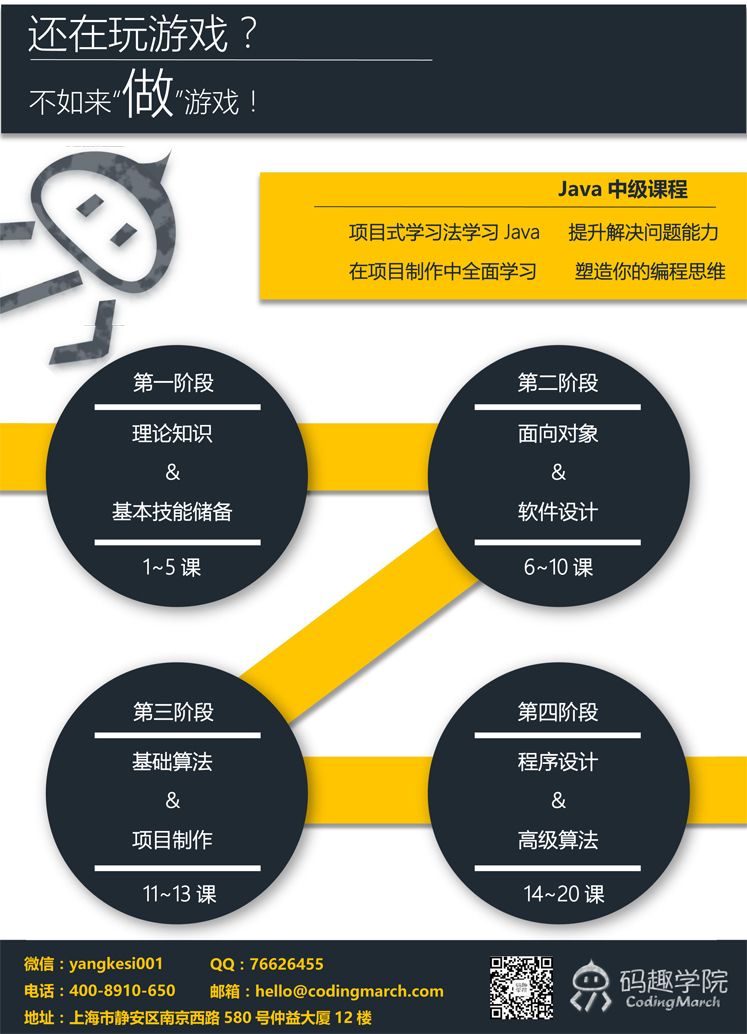 还在玩游戏？
不如来“做”游戏！
Java 中级课程
项目式学习法学习 Java 提升解决问题能力
在项目制作中全面学习 塑造你的编程思维
第一阶段
理论知识
&
基本技能储备
1~5 课
第二阶段
面向对象
&
软件设计
6~10 课
第三阶段
基础算法
&
项目制作
11~13 课
第四阶段
程序设计
&
高级算法
14~20 课
微信：yangkesi001 QQ：76626455
电话：400-8910-650 邮箱：hello@codingmarch.com
地址：上海市静安区南京西路 580 号仲益大厦 12 楼
码趣学院
CodingMarch